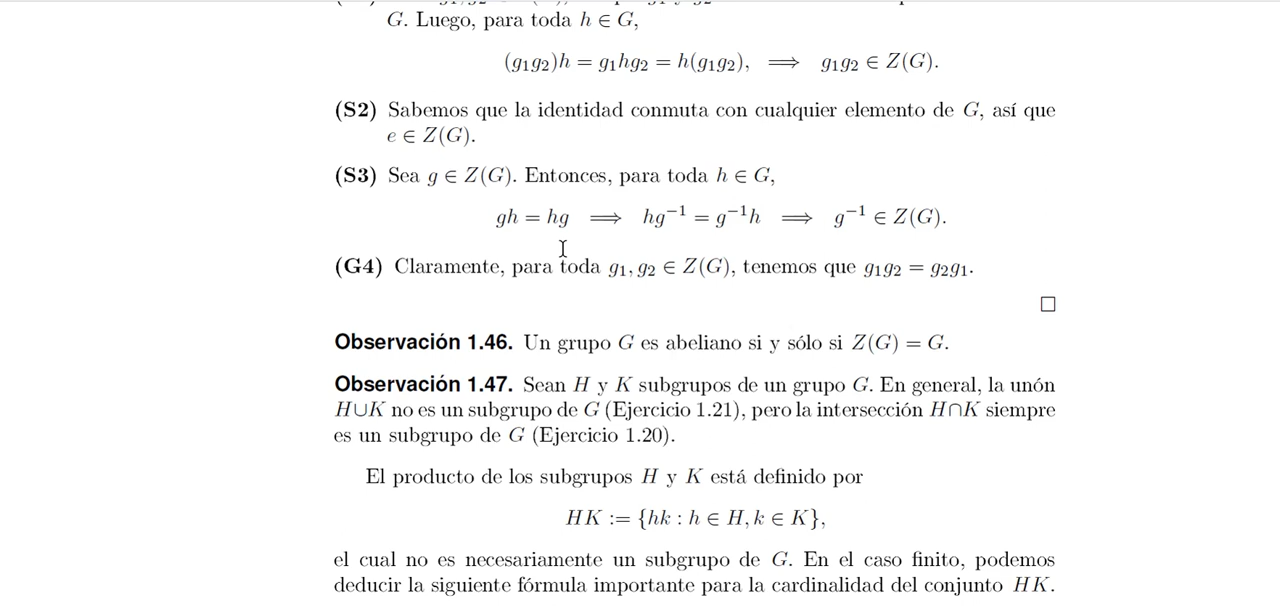 G. Luego, para toda h ∈ G,
(g₁g₂)h = g₁hg₂ = h(g₁g₂), ⟹ g₁g₂ ∈ Z(G).
(S2) Sabemos que la identidad conmuta con cualquier elemento de G, así que
e ∈ Z(G).
(S3) Sea g ∈ Z(G). Entonces, para toda h ∈ G,
gh = hg ⟹ hg⁻¹ = g⁻¹h ⟹ g⁻¹ ∈ Z(G).
(G4) Claramente, para toda g₁, g₂ ∈ Z(G), tenemos que g₁g₂ = g₂g₁.
□
Observación 1.46. Un grupo G es abeliano si y sólo si Z(G) = G.
Observación 1.47. Sean H y K subgrupos de un grupo G. En general, la unón
H∪K no es un subgrupo de G (Ejercicio 1.21), pero la intersección H∩K siempre
es un subgrupo de G (Ejercicio 1.20).
El producto de los subgrupos H y K está definido por
HK := {hk : h ∈ H, k ∈ K},
el cual no es necesariamente un subgrupo de G. En el caso finito, podemos
deducir la siguiente fórmula importante para la cardinalidad del conjunto HK.